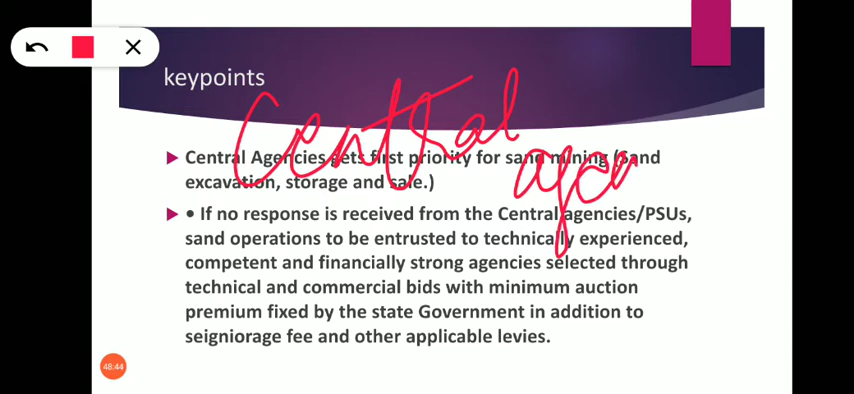 keypoints
Central
Central Agencies gets first priority for sand mining (Sand
excavation, storage and sale.)
• If no response is received from the Central agencies/PSUs,
sand operations to be entrusted to technically experienced,
competent and financially strong agencies selected through
technical and commercial bids with minimum auction
premium fixed by the state Government in addition to
seigniorage fee and other applicable levies.
48:44